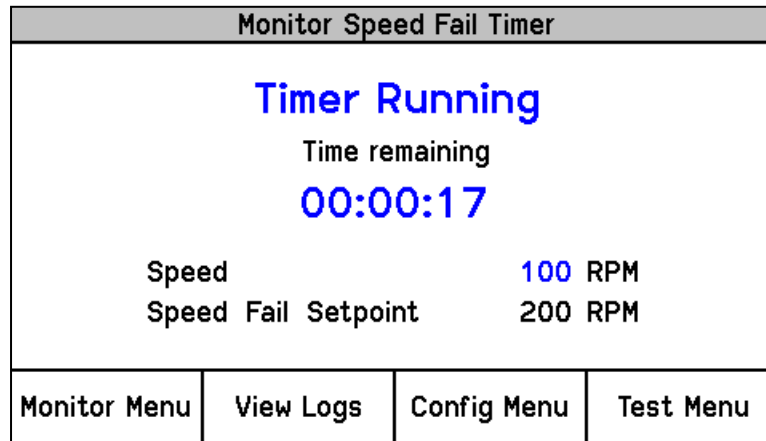 Monitor Speed Fail Timer
Timer Running
Time remaining
00:00:17
Speed 100 RPM
Speed Fail Setpoint 200 RPM
Monitor Menu View Logs Config Menu Test Menu